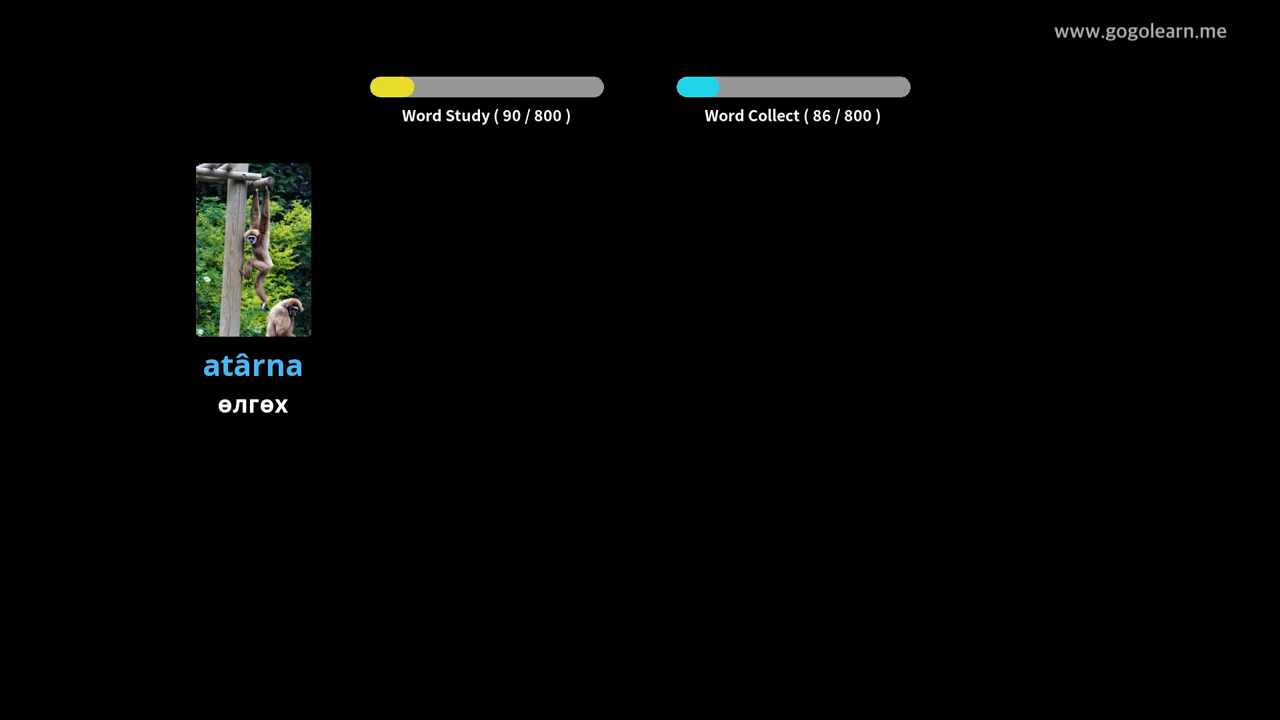 www.gogolearn.me
Word Study ( 90 / 800 )
Word Collect ( 86 / 800 )
atârna
өлгөх